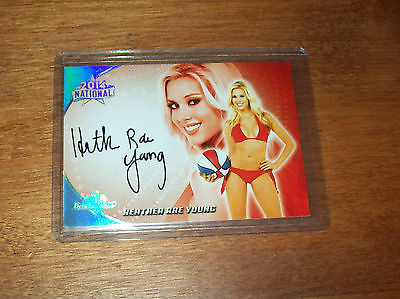 2014
NATIONAL
Heath Rae
Young
HEATHER RAE YOUNG